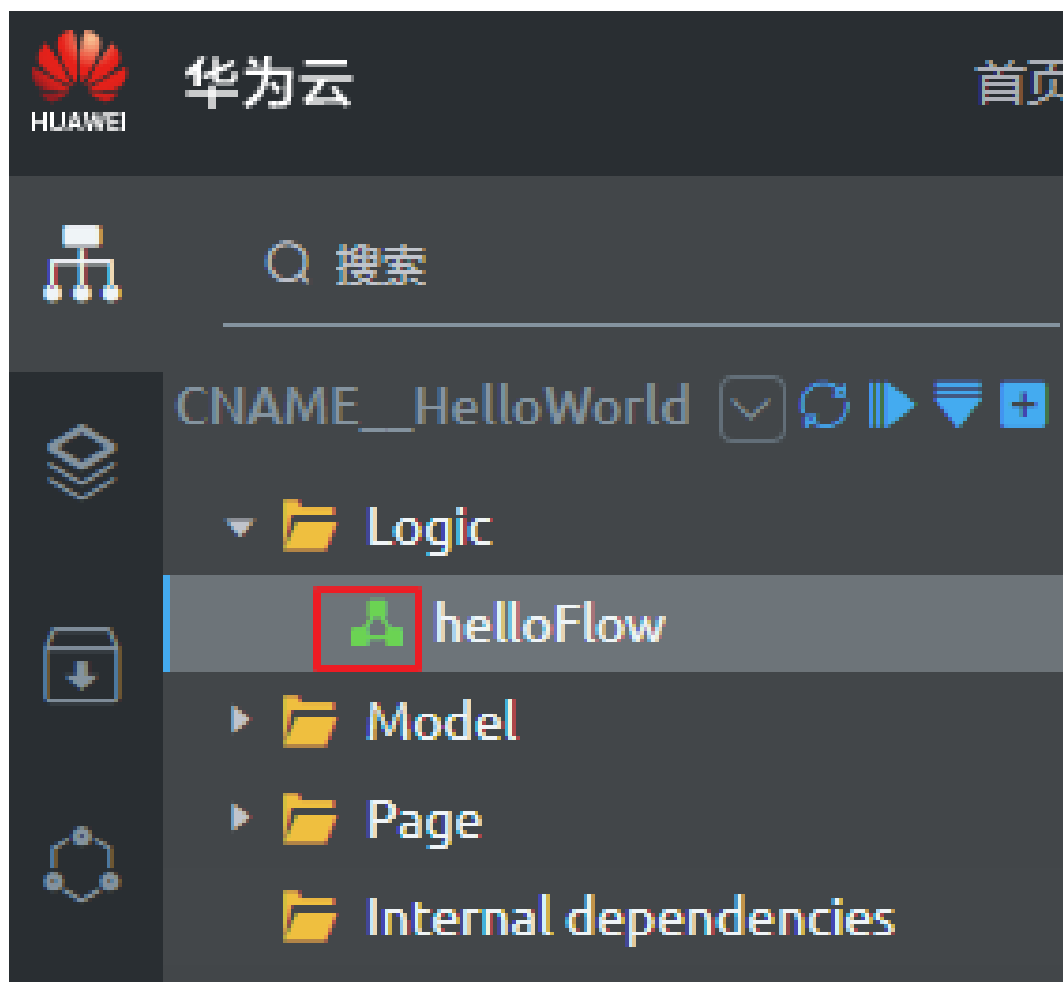 HUAWEI 华为云 首页
搜索
CNAME__HelloWorld
Logic
helloFlow
Model
Page
Internal dependencies